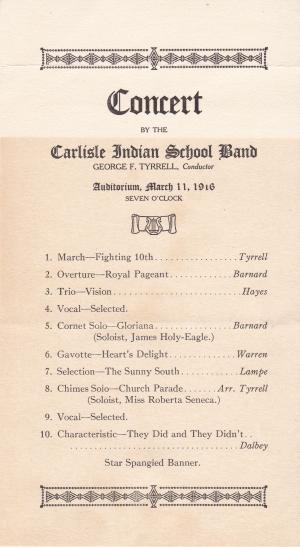 Concert
BY THE
Carlisle Indian School Band
GEORGE F. TYRRELL, Conductor
Auditorium, March 11, 1916
SEVEN O'CLOCK
1. March—Fighting 10th.................Tyrrell
2. Overture—Royal Pageant.............Barnard
3. Trio—Vision..........................Hayes
4. Vocal—Selected.
5. Cornet Solo—Gloriana................Barnard
(Soloist, James Holy-Eagle.)
6. Gavotte—Heart's Delight.............Warren
7. Selection—The Sunny South...........Lampe
8. Chimes Solo—Church Parade.......Arr. Tyrrell
(Soloist, Miss Roberta Seneca.)
9. Vocal—Selected.
10. Characteristic—They Did and They Didn't..
..................................Dalbey
Star Spangled Banner.